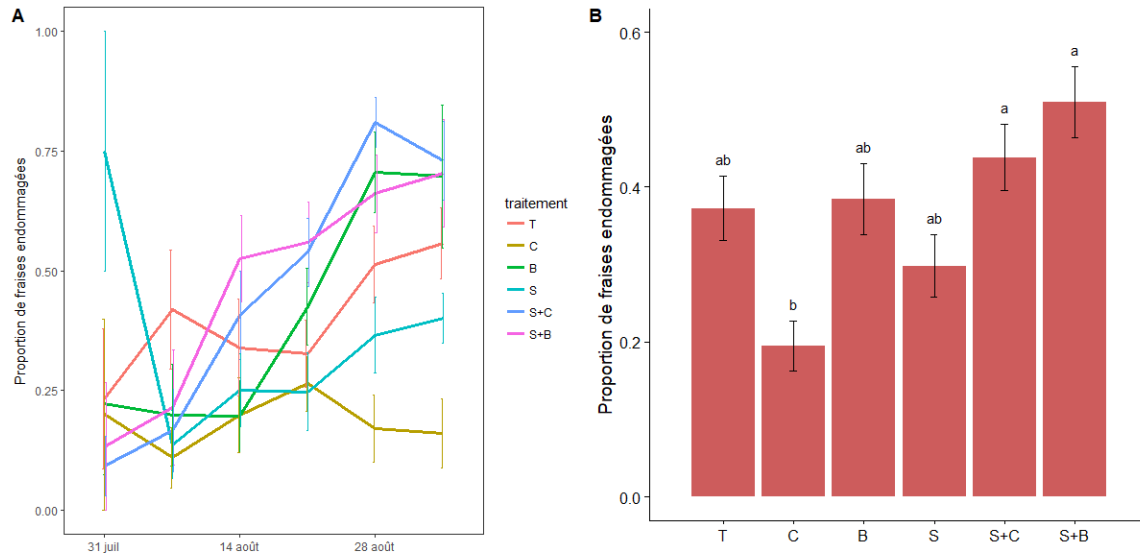 A
Proportion de fraises endommagées
1.00
0.75
0.50
0.25
0.00
31 juil
14 août
28 août
traitement
T
C
B
S
S+C
S+B
B
Proportion de fraises endommagées
0.6
0.4
0.2
0.0
ab
b
ab
ab
a
a
T
C
B
S
S+C
S+B